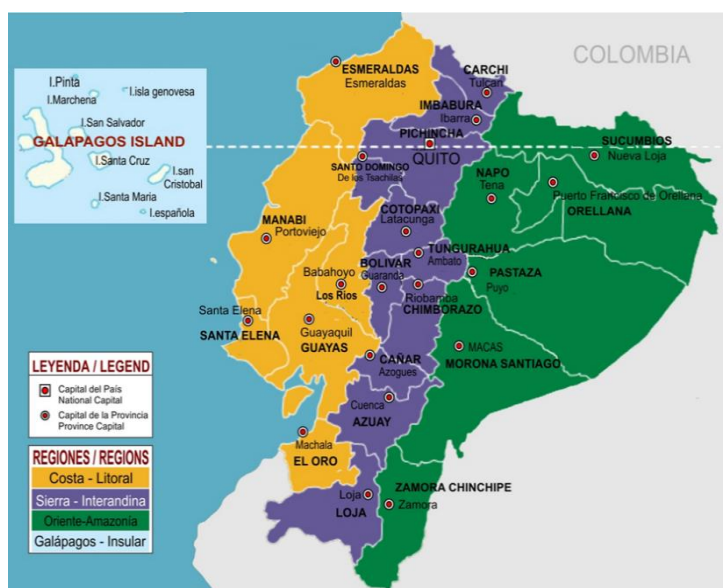 COLOMBIA
I.Pinta
I.Marchena
I.isla genovesa
I.San Salvador
GALAPAGOS ISLAND
I.Santa Cruz
I.san
Cristobal
I.Santa Maria
I.española
ESMERALDAS
Esmeraldas
CARCHI
Tulcan
IMBABURA
Ibarra
PICHINCHA
QUITO
SANTO DOMINGO
De los Tsachilas
SUCUMBIOS
Nueva Loja
NAPO
Tena
Puerto Francisco de Orellana
ORELLANA
COTOPAXI
Latacunga
MANABI
Portoviejo
TUNGURAHUA
Ambato
BOLIVAR
Guaranda
PASTAZA
Puyo
Babahoyo
Los Rios
Riobamba
CHIMBORAZO
Santa Elena
SANTA ELENA
Guayaquil
GUAYAS
MACAS
MORONA SANTIAGO
CAÑAR
Azogues
Cuenca
AZUAY
Machala
EL ORO
Loja
LOJA
ZAMORA CHINCHIPE
Zamora
LEYENDA / LEGEND
Capital del País
National Capital
Capital de la Provincia
Province Capital
REGIONES / REGIONS
Costa - Litoral
Sierra - Interandina
Oriente-Amazonía
Galápagos - Insular